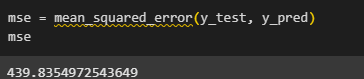 mse = mean_squared_error(y_test, y_pred)
mse
439.8354972543649